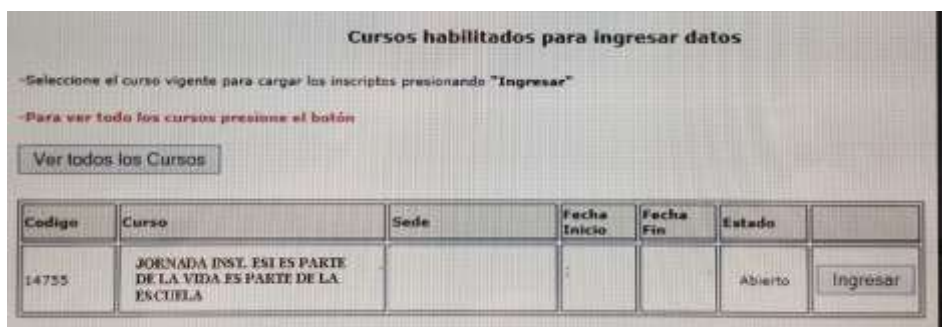 Cursos habilitados para ingresar datos
-Seleccione el curso vigente para cargar los inscriptos presionando "Ingresar"
-Para ver todo los cursos presione el botón
Ver todos los Cursos
Codigo Curso Sede Fecha Inicio Fecha Fin Estado
14755 JORNADA INST. ESI ES PARTE DE LA VIDA ES PARTE DE LA ESCUELA Abierto Ingresar